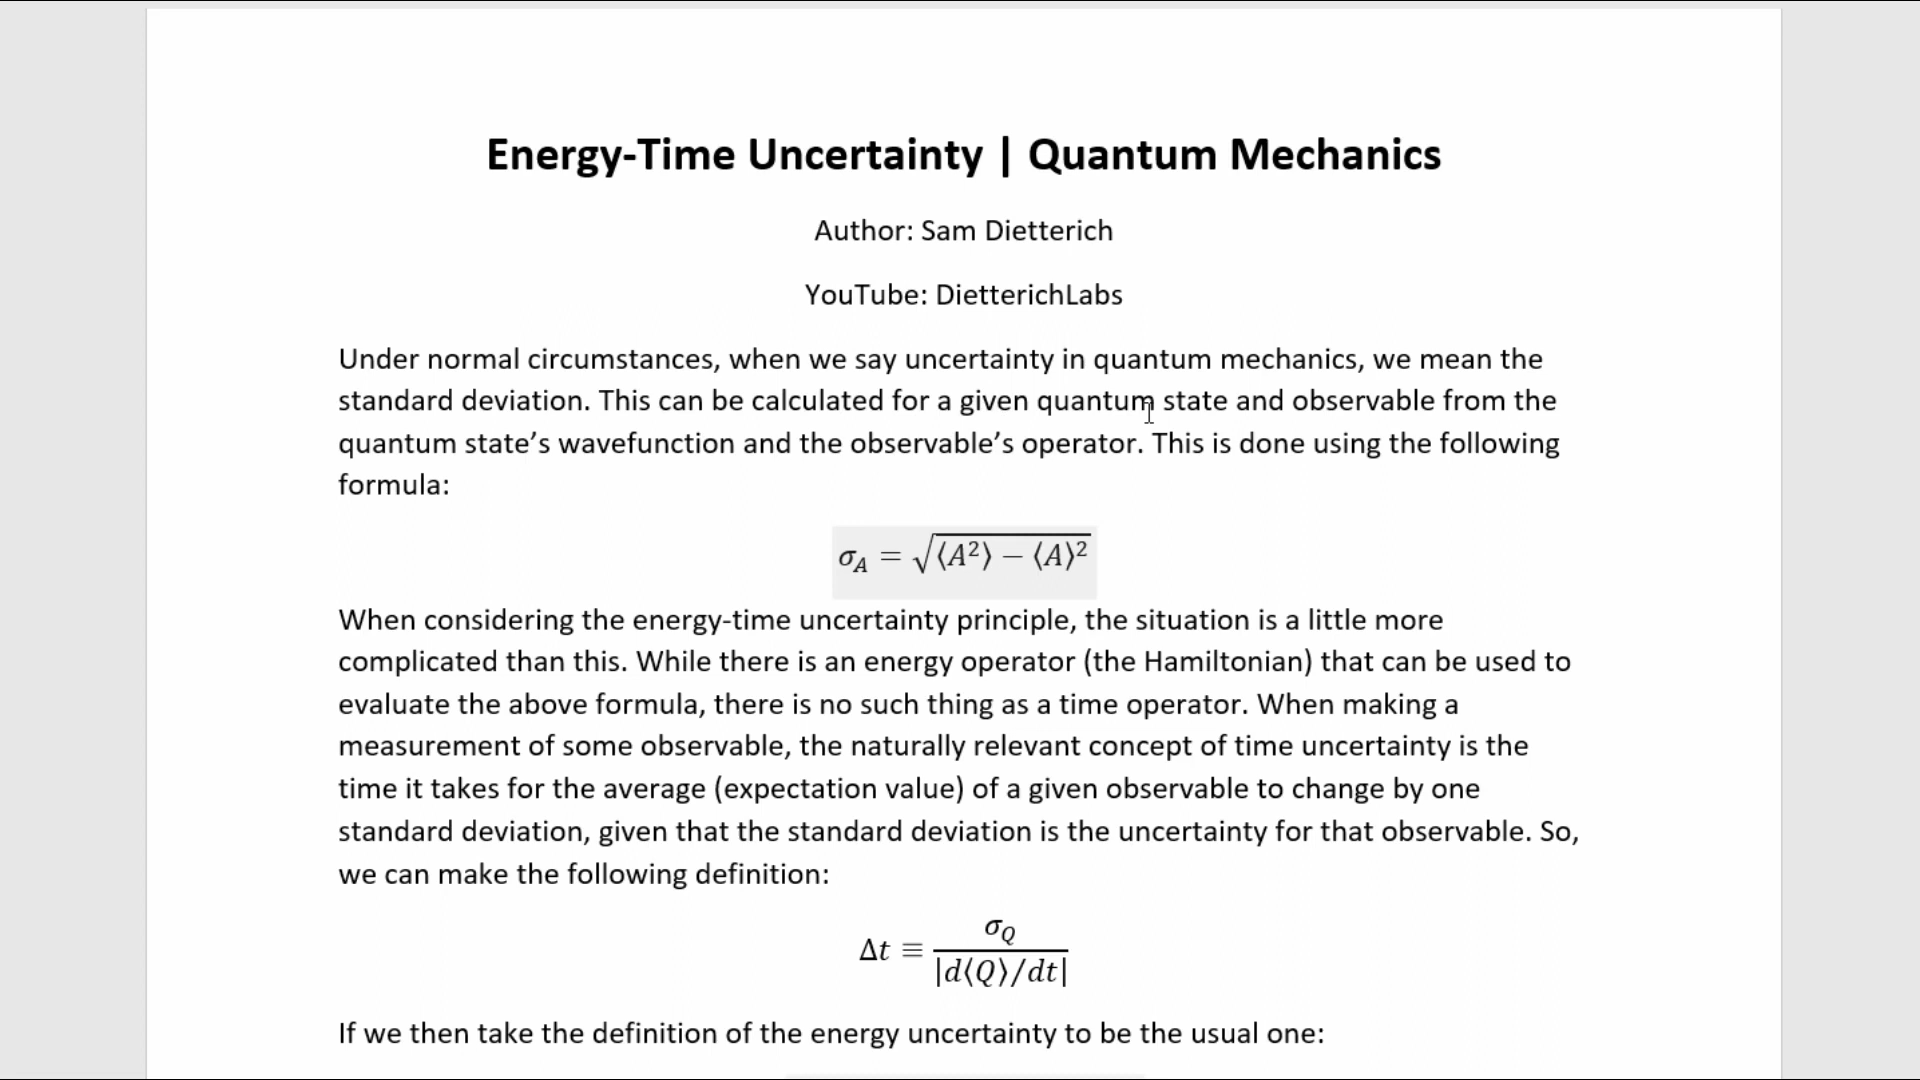 Energy-Time Uncertainty | Quantum Mechanics
Author: Sam Dietterich
YouTube: DietterichLabs
Under normal circumstances, when we say uncertainty in quantum mechanics, we mean the
standard deviation. This can be calculated for a given quantum state and observable from the
quantum state’s wavefunction and the observable’s operator. This is done using the following
formula:
σ_A = √(⟨A²⟩ − ⟨A⟩²)
When considering the energy-time uncertainty principle, the situation is a little more
complicated than this. While there is an energy operator (the Hamiltonian) that can be used to
evaluate the above formula, there is no such thing as a time operator. When making a
measurement of some observable, the naturally relevant concept of time uncertainty is the
time it takes for the average (expectation value) of a given observable to change by one
standard deviation, given that the standard deviation is the uncertainty for that observable. So,
we can make the following definition:
Δt ≡ σ_Q / |d⟨Q⟩/dt|
If we then take the definition of the energy uncertainty to be the usual one: